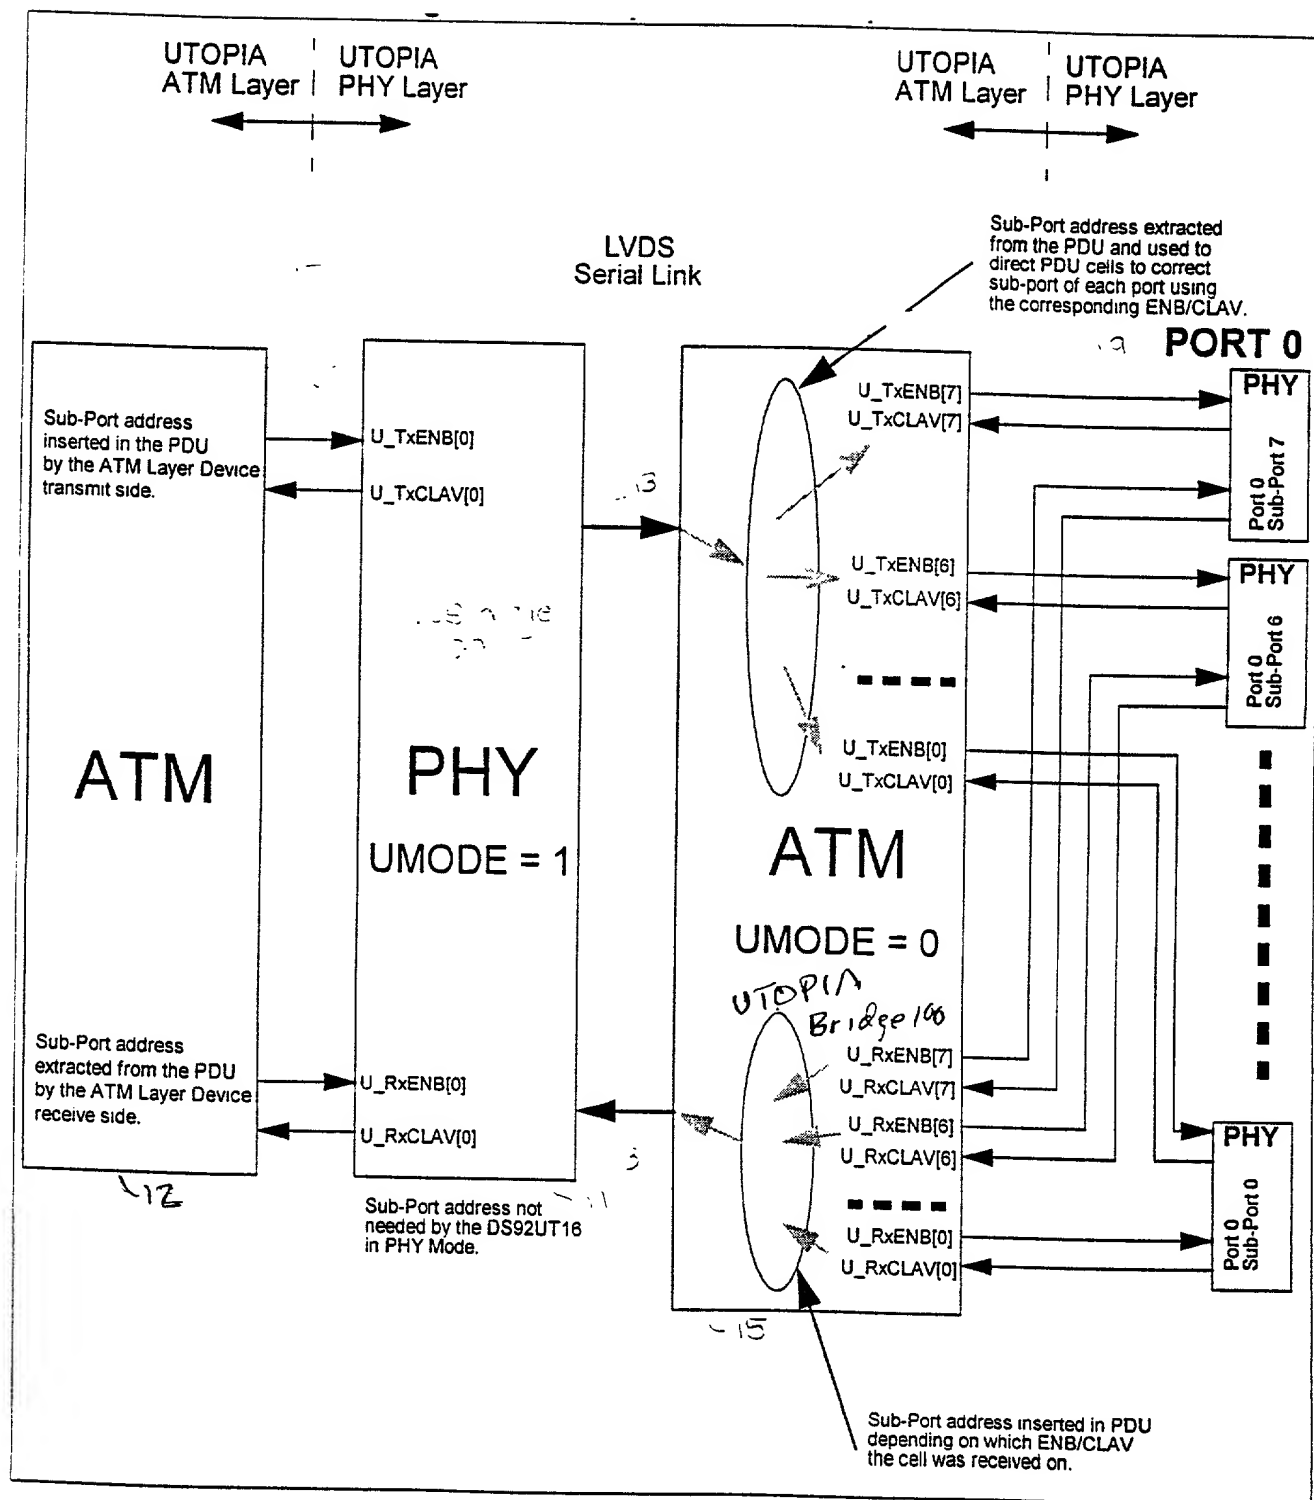 UTOPIA
ATM Layer
UTOPIA
PHY Layer
UTOPIA
ATM Layer
UTOPIA
PHY Layer
LVDS
Serial Link
Sub-Port address extracted
from the PDU and used to
direct PDU cells to correct
sub-port of each port using
the corresponding ENB/CLAV.
PORT 0
Sub-Port address
inserted in the PDU
by the ATM Layer Device
transmit side.
ATM
Sub-Port address
extracted from the PDU
by the ATM Layer Device
receive side.
12
U_TxENB[0]
U_TxCLAV[0]
PHY
UMODE = 1
U_RxENB[0]
U_RxCLAV[0]
11
Sub-Port address not
needed by the DS92UT16
in PHY Mode.
13
U_TxENB[7]
U_TxCLAV[7]
U_TxENB[6]
U_TxCLAV[6]
U_TxENB[0]
U_TxCLAV[0]
ATM
UMODE = 0
UTOPIA
Bridge 100
U_RxENB[7]
U_RxCLAV[7]
U_RxENB[6]
U_RxCLAV[6]
U_RxENB[0]
U_RxCLAV[0]
15
PHY
Port 0
Sub-Port 7
PHY
Port 0
Sub-Port 6
PHY
Port 0
Sub-Port 0
Sub-Port address inserted in PDU
depending on which ENB/CLAV
the cell was received on.